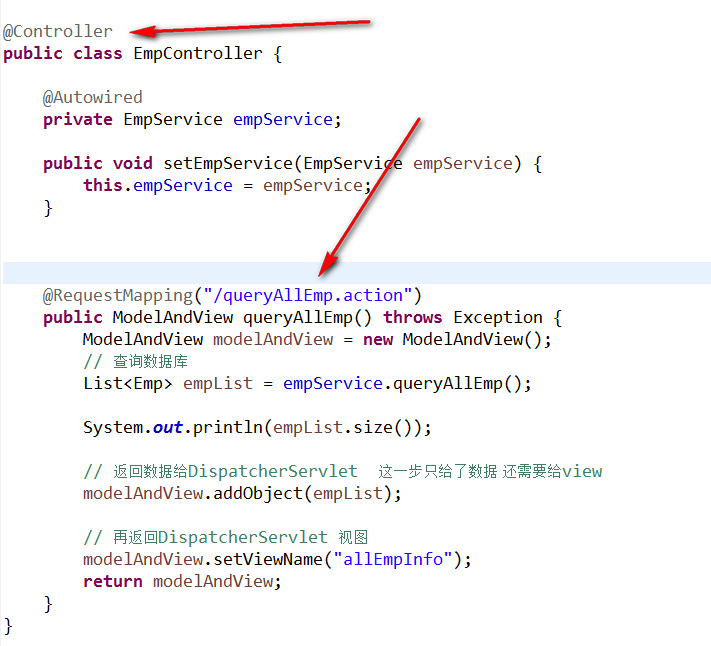 @Controller
public class EmpController {
@Autowired
private EmpService empService;
public void setEmpService(EmpService empService) {
this.empService = empService;
}
@RequestMapping("/queryAllEmp.action")
public ModelAndView queryAllEmp() throws Exception {
ModelAndView modelAndView = new ModelAndView();
// 查询数据库
List<Emp> empList = empService.queryAllEmp();
System.out.println(empList.size());
// 返回数据给DispatcherServlet  这一步只给了数据 还需要给view
modelAndView.addObject(empList);
// 再返回DispatcherServlet 视图
modelAndView.setViewName("allEmpInfo");
return modelAndView;
}
}